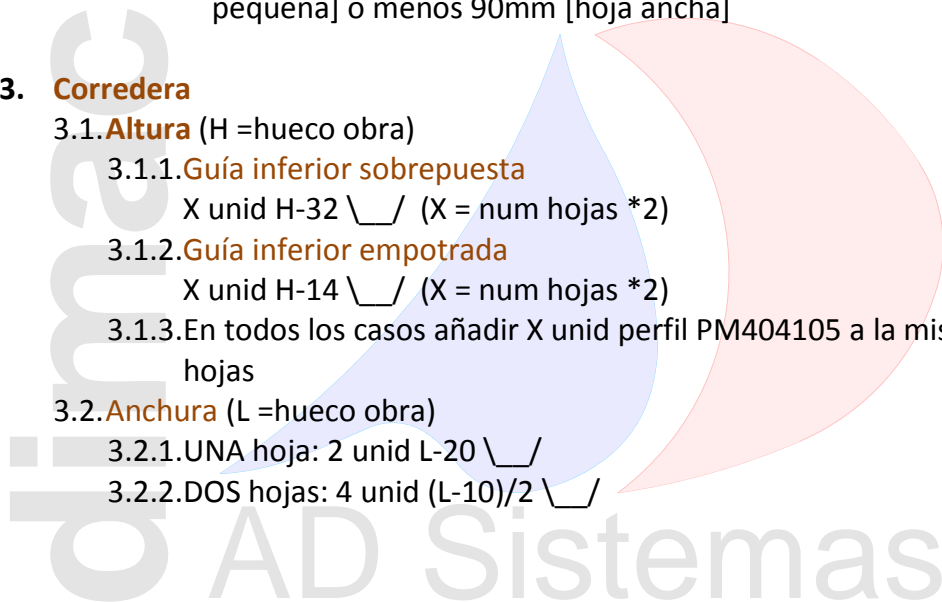 pequeña] o menos 90mm [hoja ancha]
3. Corredera
3.1.Altura (H =hueco obra)
3.1.1.Guía inferior sobrepuesta
X unid H-32 \__/ (X = num hojas *2)
3.1.2.Guía inferior empotrada
X unid H-14 \__/ (X = num hojas *2)
3.1.3.En todos los casos añadir X unid perfil PM404105 a la mis
hojas
3.2.Anchura (L =hueco obra)
3.2.1.UNA hoja: 2 unid L-20 \__/
3.2.2.DOS hojas: 4 unid (L-10)/2 \__/
dimac
AD Sistemas